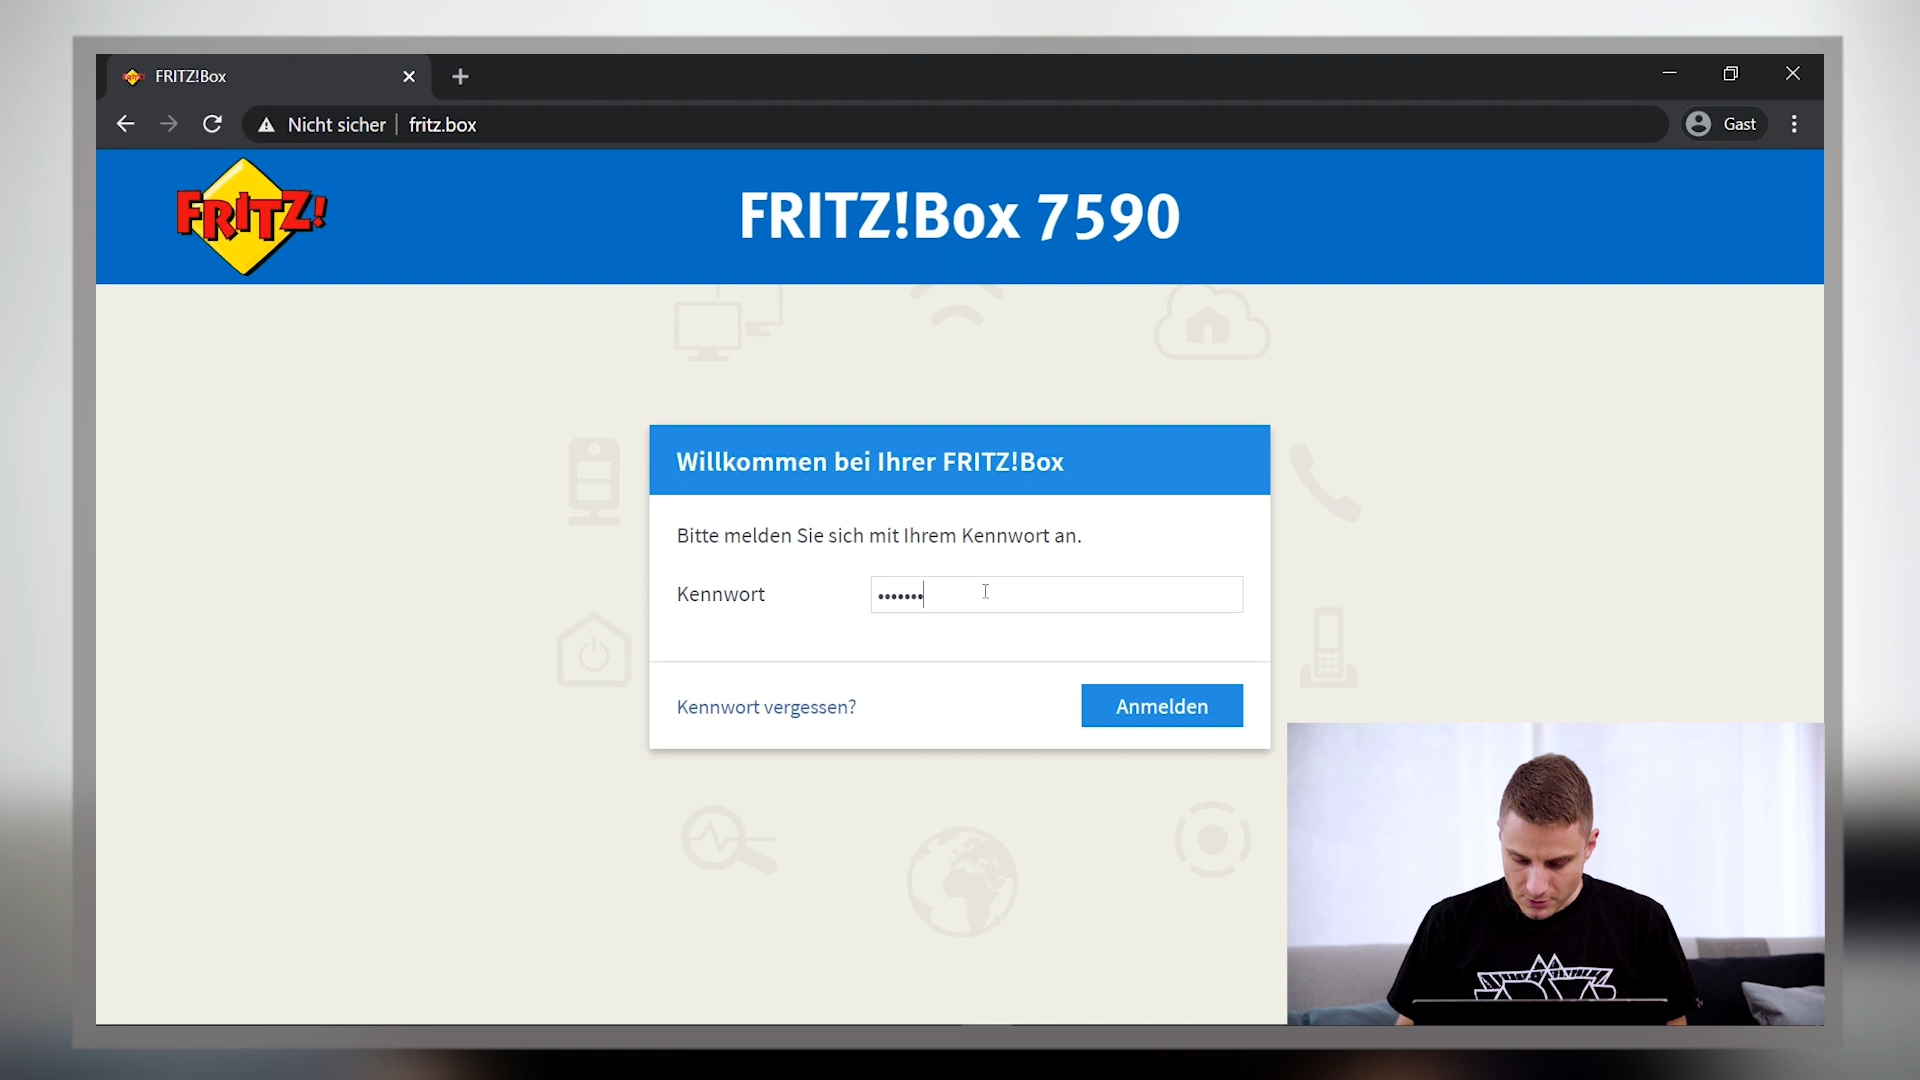 FRITZ!Box
Nicht sicher
fritz.box
Gast
FRITZ!
FRITZ!Box 7590
Willkommen bei Ihrer FRITZ!Box
Bitte melden Sie sich mit Ihrem Kennwort an.
Kennwort
•••••••
Kennwort vergessen?
Anmelden